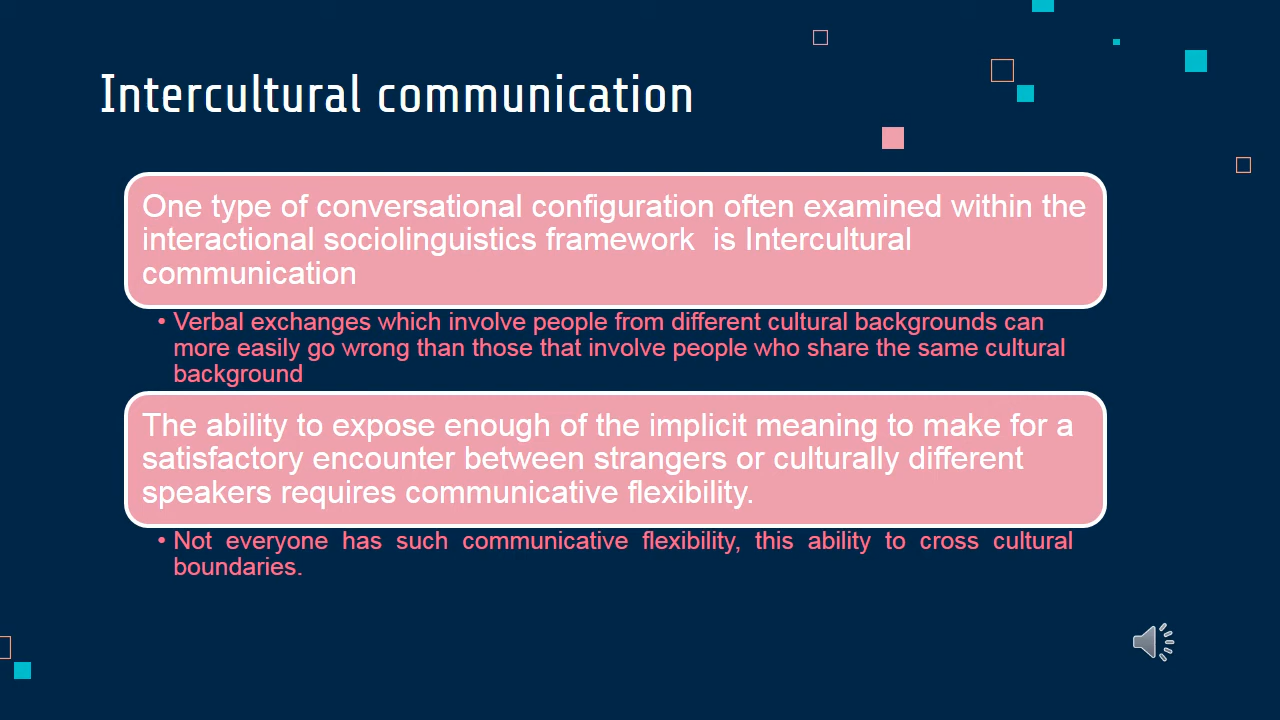 Intercultural communication
One type of conversational configuration often examined within the
interactional sociolinguistics framework  is Intercultural
communication
• Verbal exchanges which involve people from different cultural backgrounds can
more easily go wrong than those that involve people who share the same cultural
background
The ability to expose enough of the implicit meaning to make for a
satisfactory encounter between strangers or culturally different
speakers requires communicative flexibility.
• Not everyone has such communicative flexibility, this ability to cross cultural
boundaries.